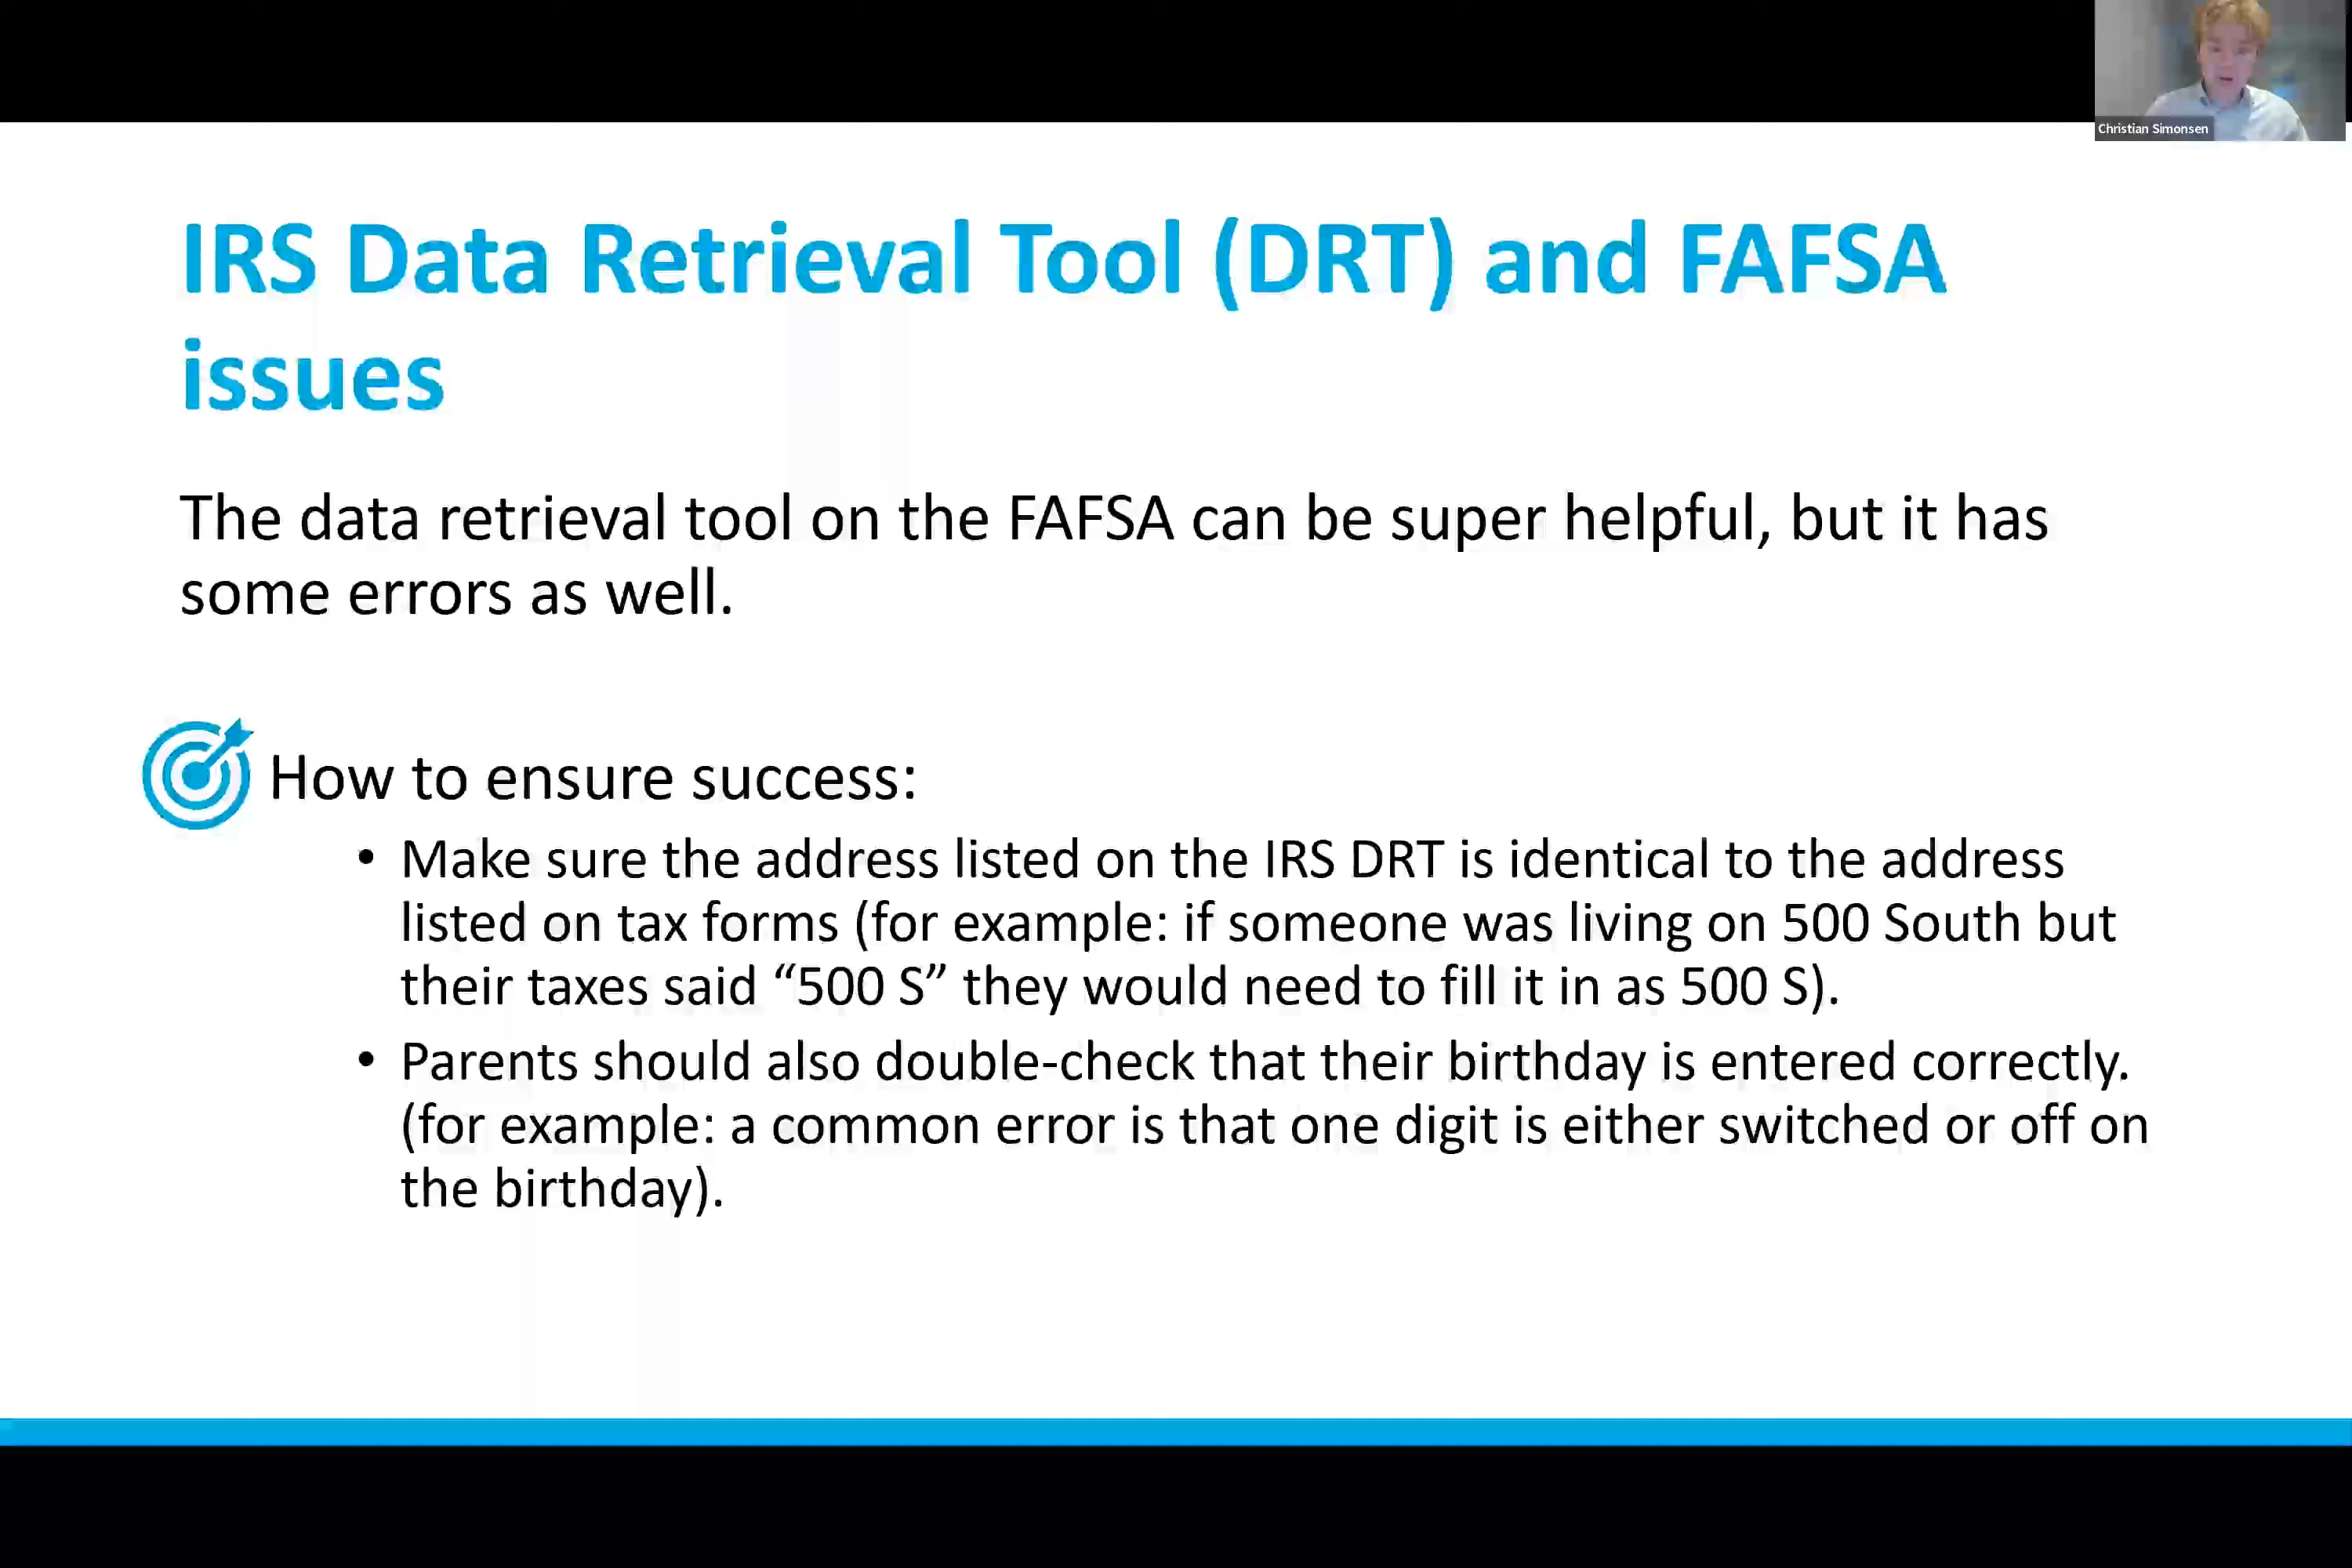 Christian Simonsen
IRS Data Retrieval Tool (DRT) and FAFSA
issues
The data retrieval tool on the FAFSA can be super helpful, but it has
some errors as well.
How to ensure success:
• Make sure the address listed on the IRS DRT is identical to the address
listed on tax forms (for example: if someone was living on 500 South but
their taxes said “500 S” they would need to fill it in as 500 S).
• Parents should also double-check that their birthday is entered correctly.
(for example: a common error is that one digit is either switched or off on
the birthday).